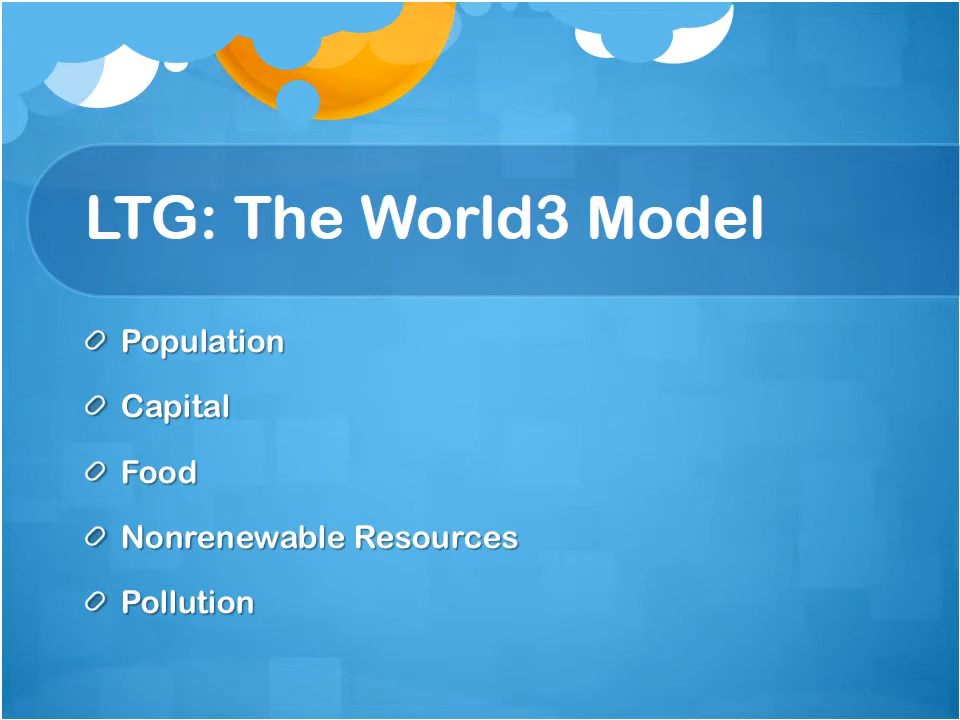 LTG: The World3 Model
Population
Capital
Food
Nonrenewable Resources
Pollution